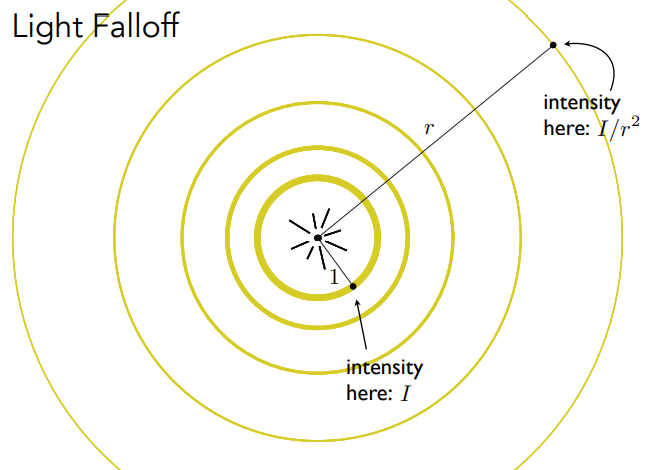 Light Falloff
r
intensity
here: I/r²
1
intensity
here: I